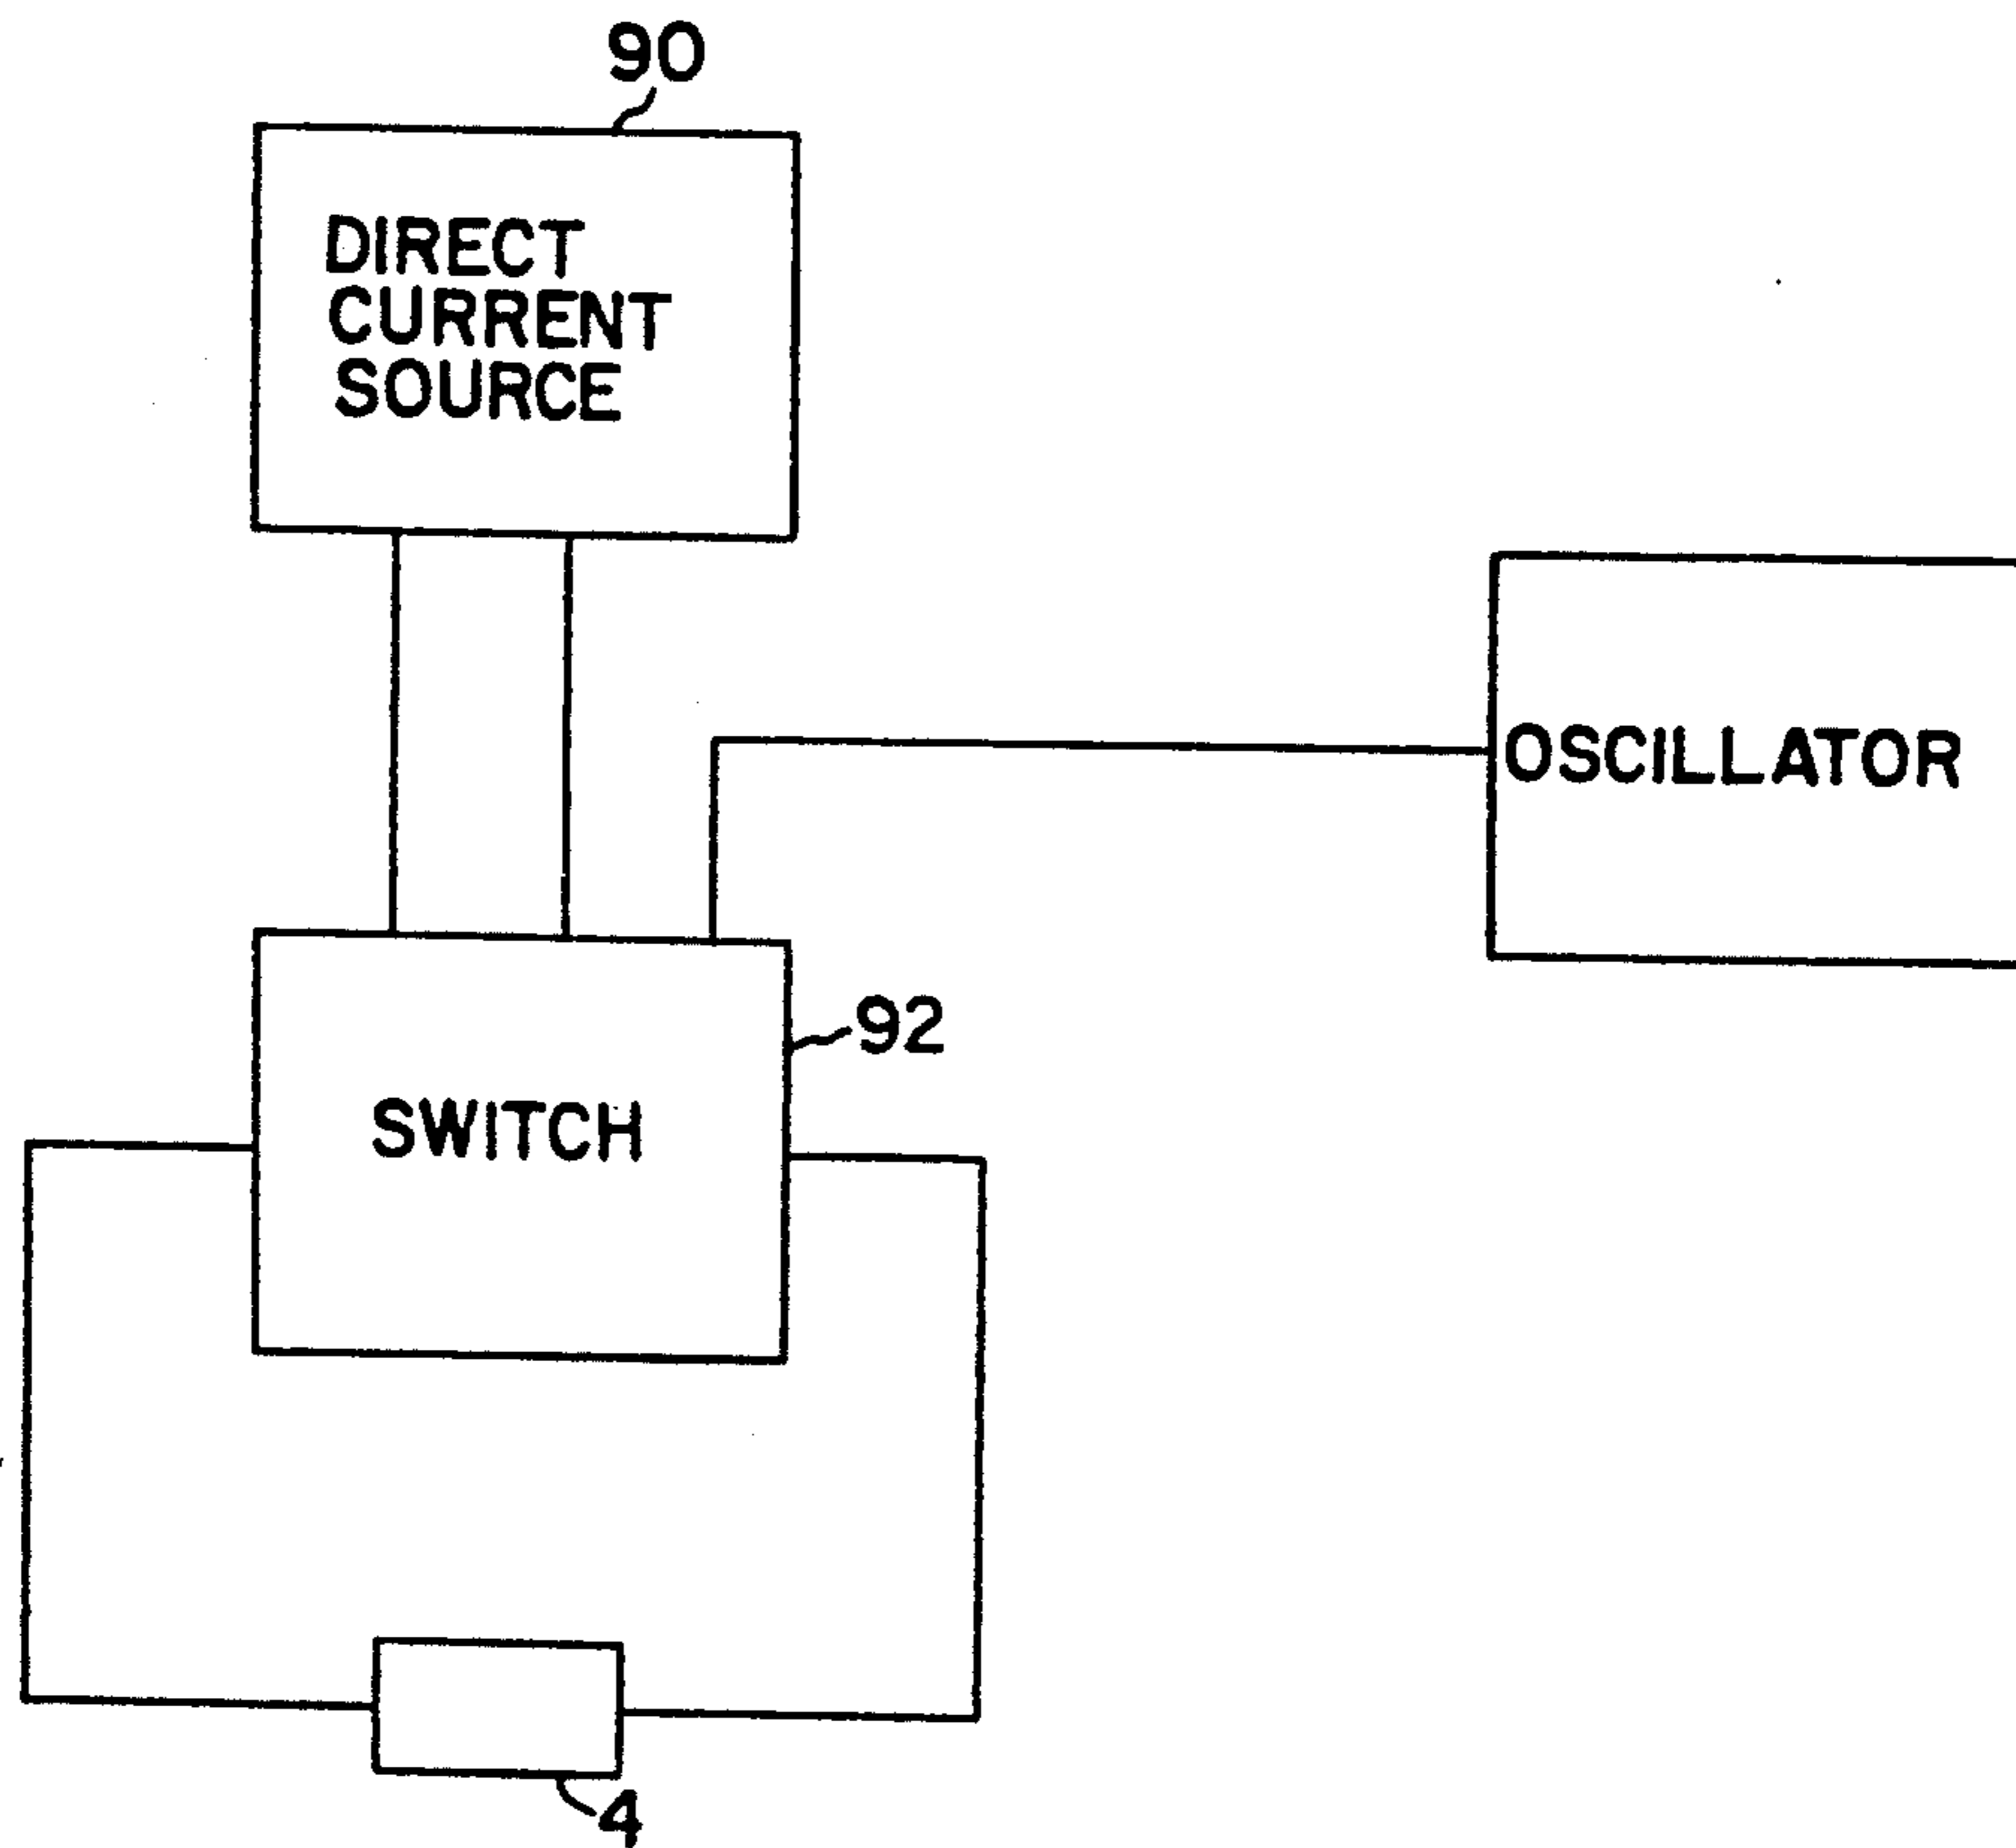 90
DIRECT
CURRENT
SOURCE
OSCILLATOR
92
SWITCH
4